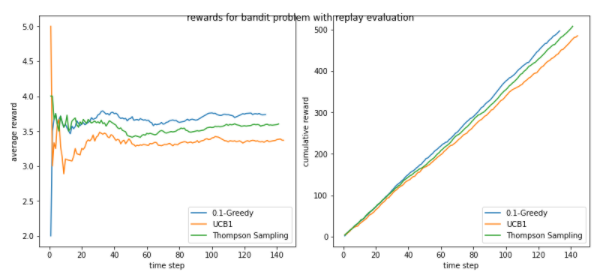 rewards for bandit problem with replay evaluation
5.0
4.5
4.0
3.5
3.0
2.5
2.0
average reward
0 20 40 60 80 100 120 140
time step
0.1-Greedy
UCB1
Thompson Sampling
500
400
300
200
100
0
cumulative reward
0 20 40 60 80 100 120 140
time step
0.1-Greedy
UCB1
Thompson Sampling